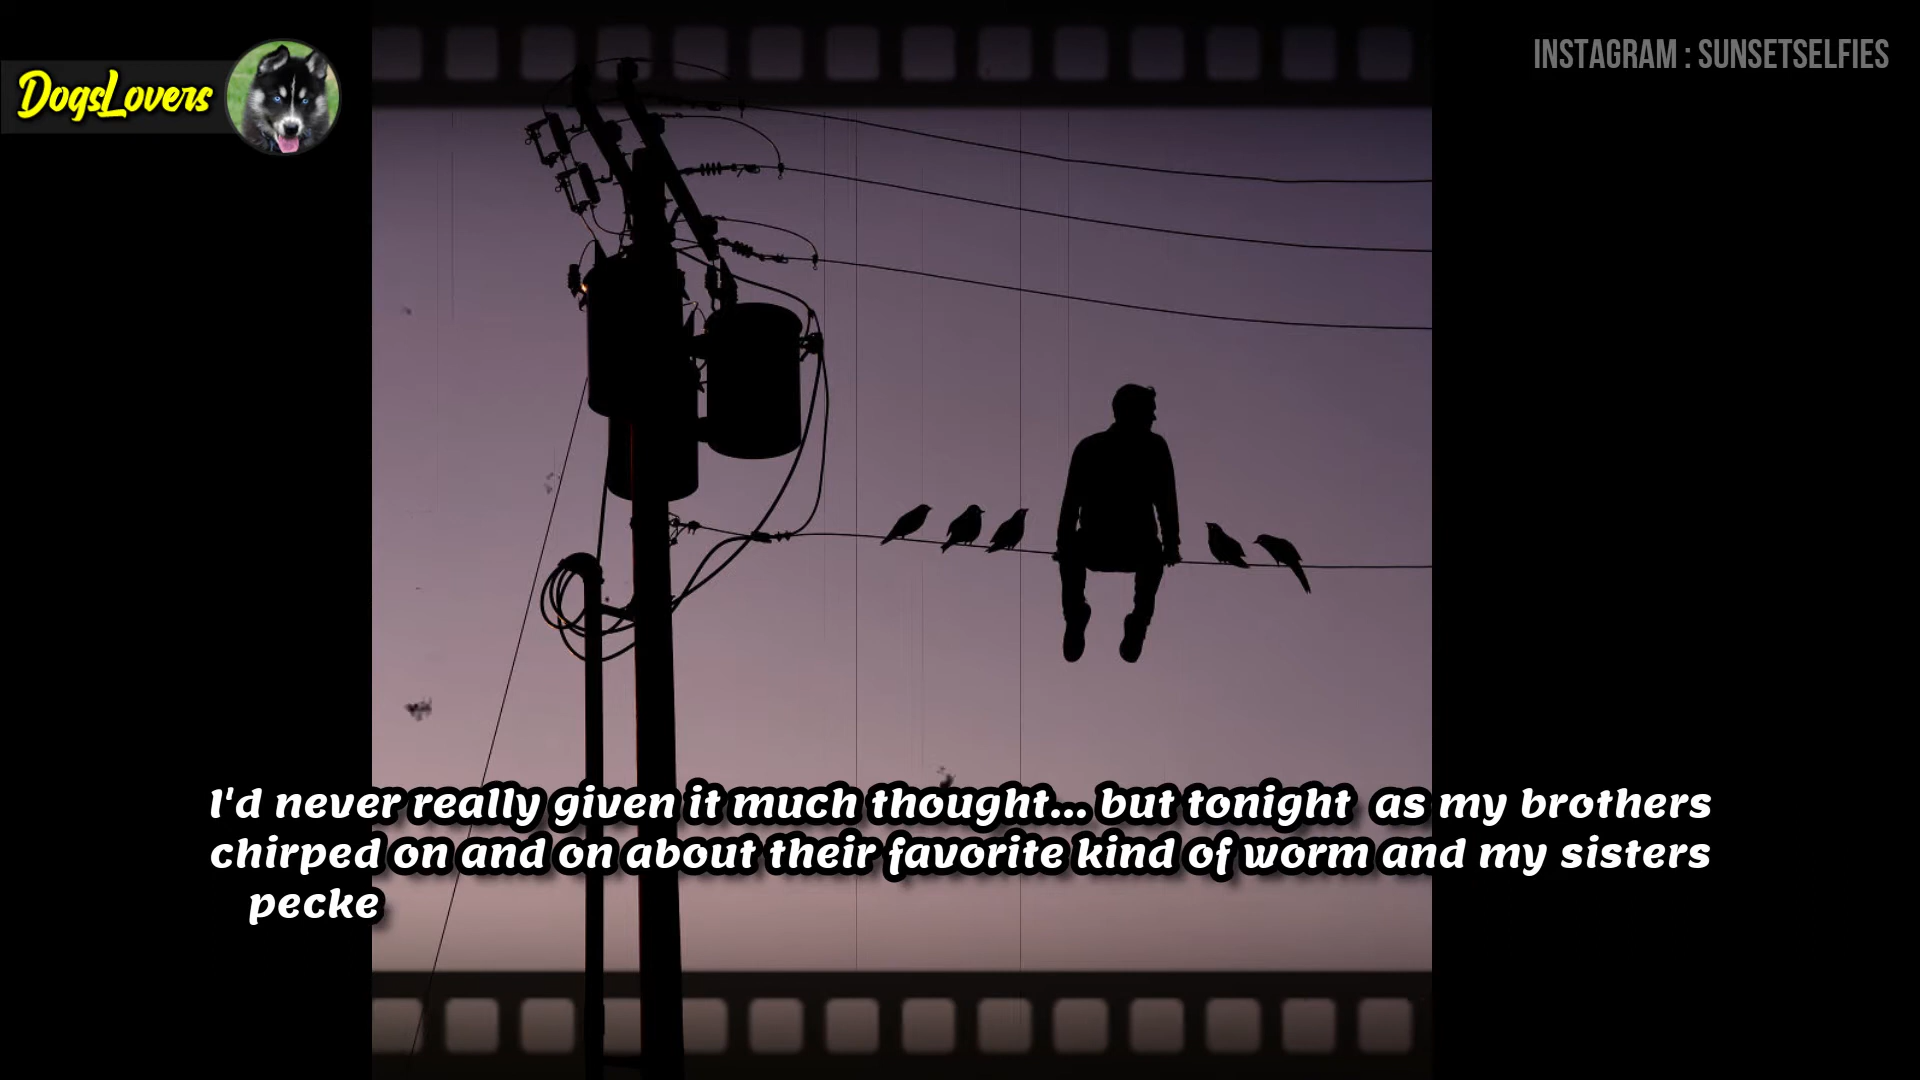 DogsLovers
INSTAGRAM : SUNSETSELFIES
I'd never really given it much thought... but tonight as my brothers
chirped on and on about their favorite kind of worm and my sisters
pecke